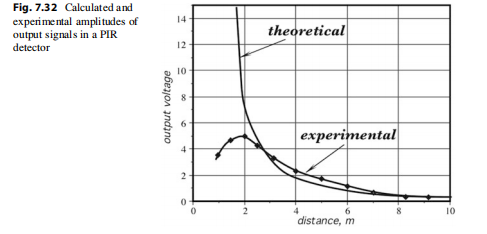 Fig. 7.32 Calculated and
experimental amplitudes of
output signals in a PIR
detector
output voltage
14
12
10
8
6
4
2
0
theoretical
experimental
0 2 4 6 8 10
distance, m